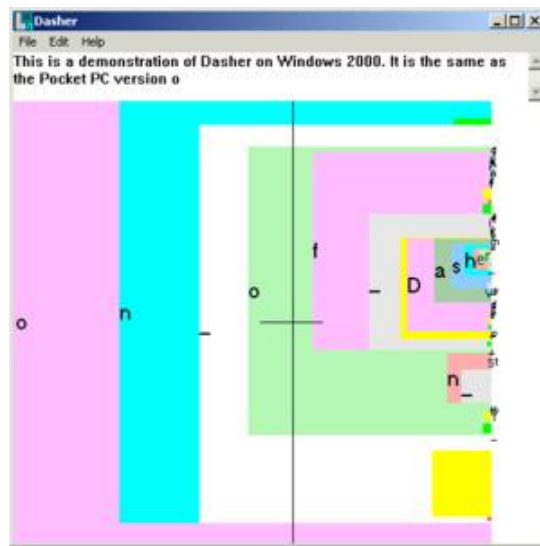 Dasher
File Edit Help
This is a demonstration of Dasher on Windows 2000. It is the same as
the Pocket PC version o
o n _ o f _ D a s h e r
n _